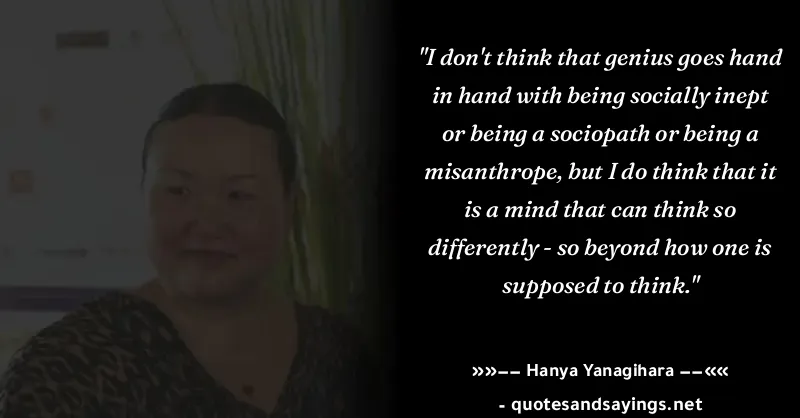 "I don't think that genius goes hand
in hand with being socially inept
or being a sociopath or being a
misanthrope, but I do think that it
is a mind that can think so
differently - so beyond how one is
supposed to think."
»»—— Hanya Yanagihara ——««
- quotesandsayings.net